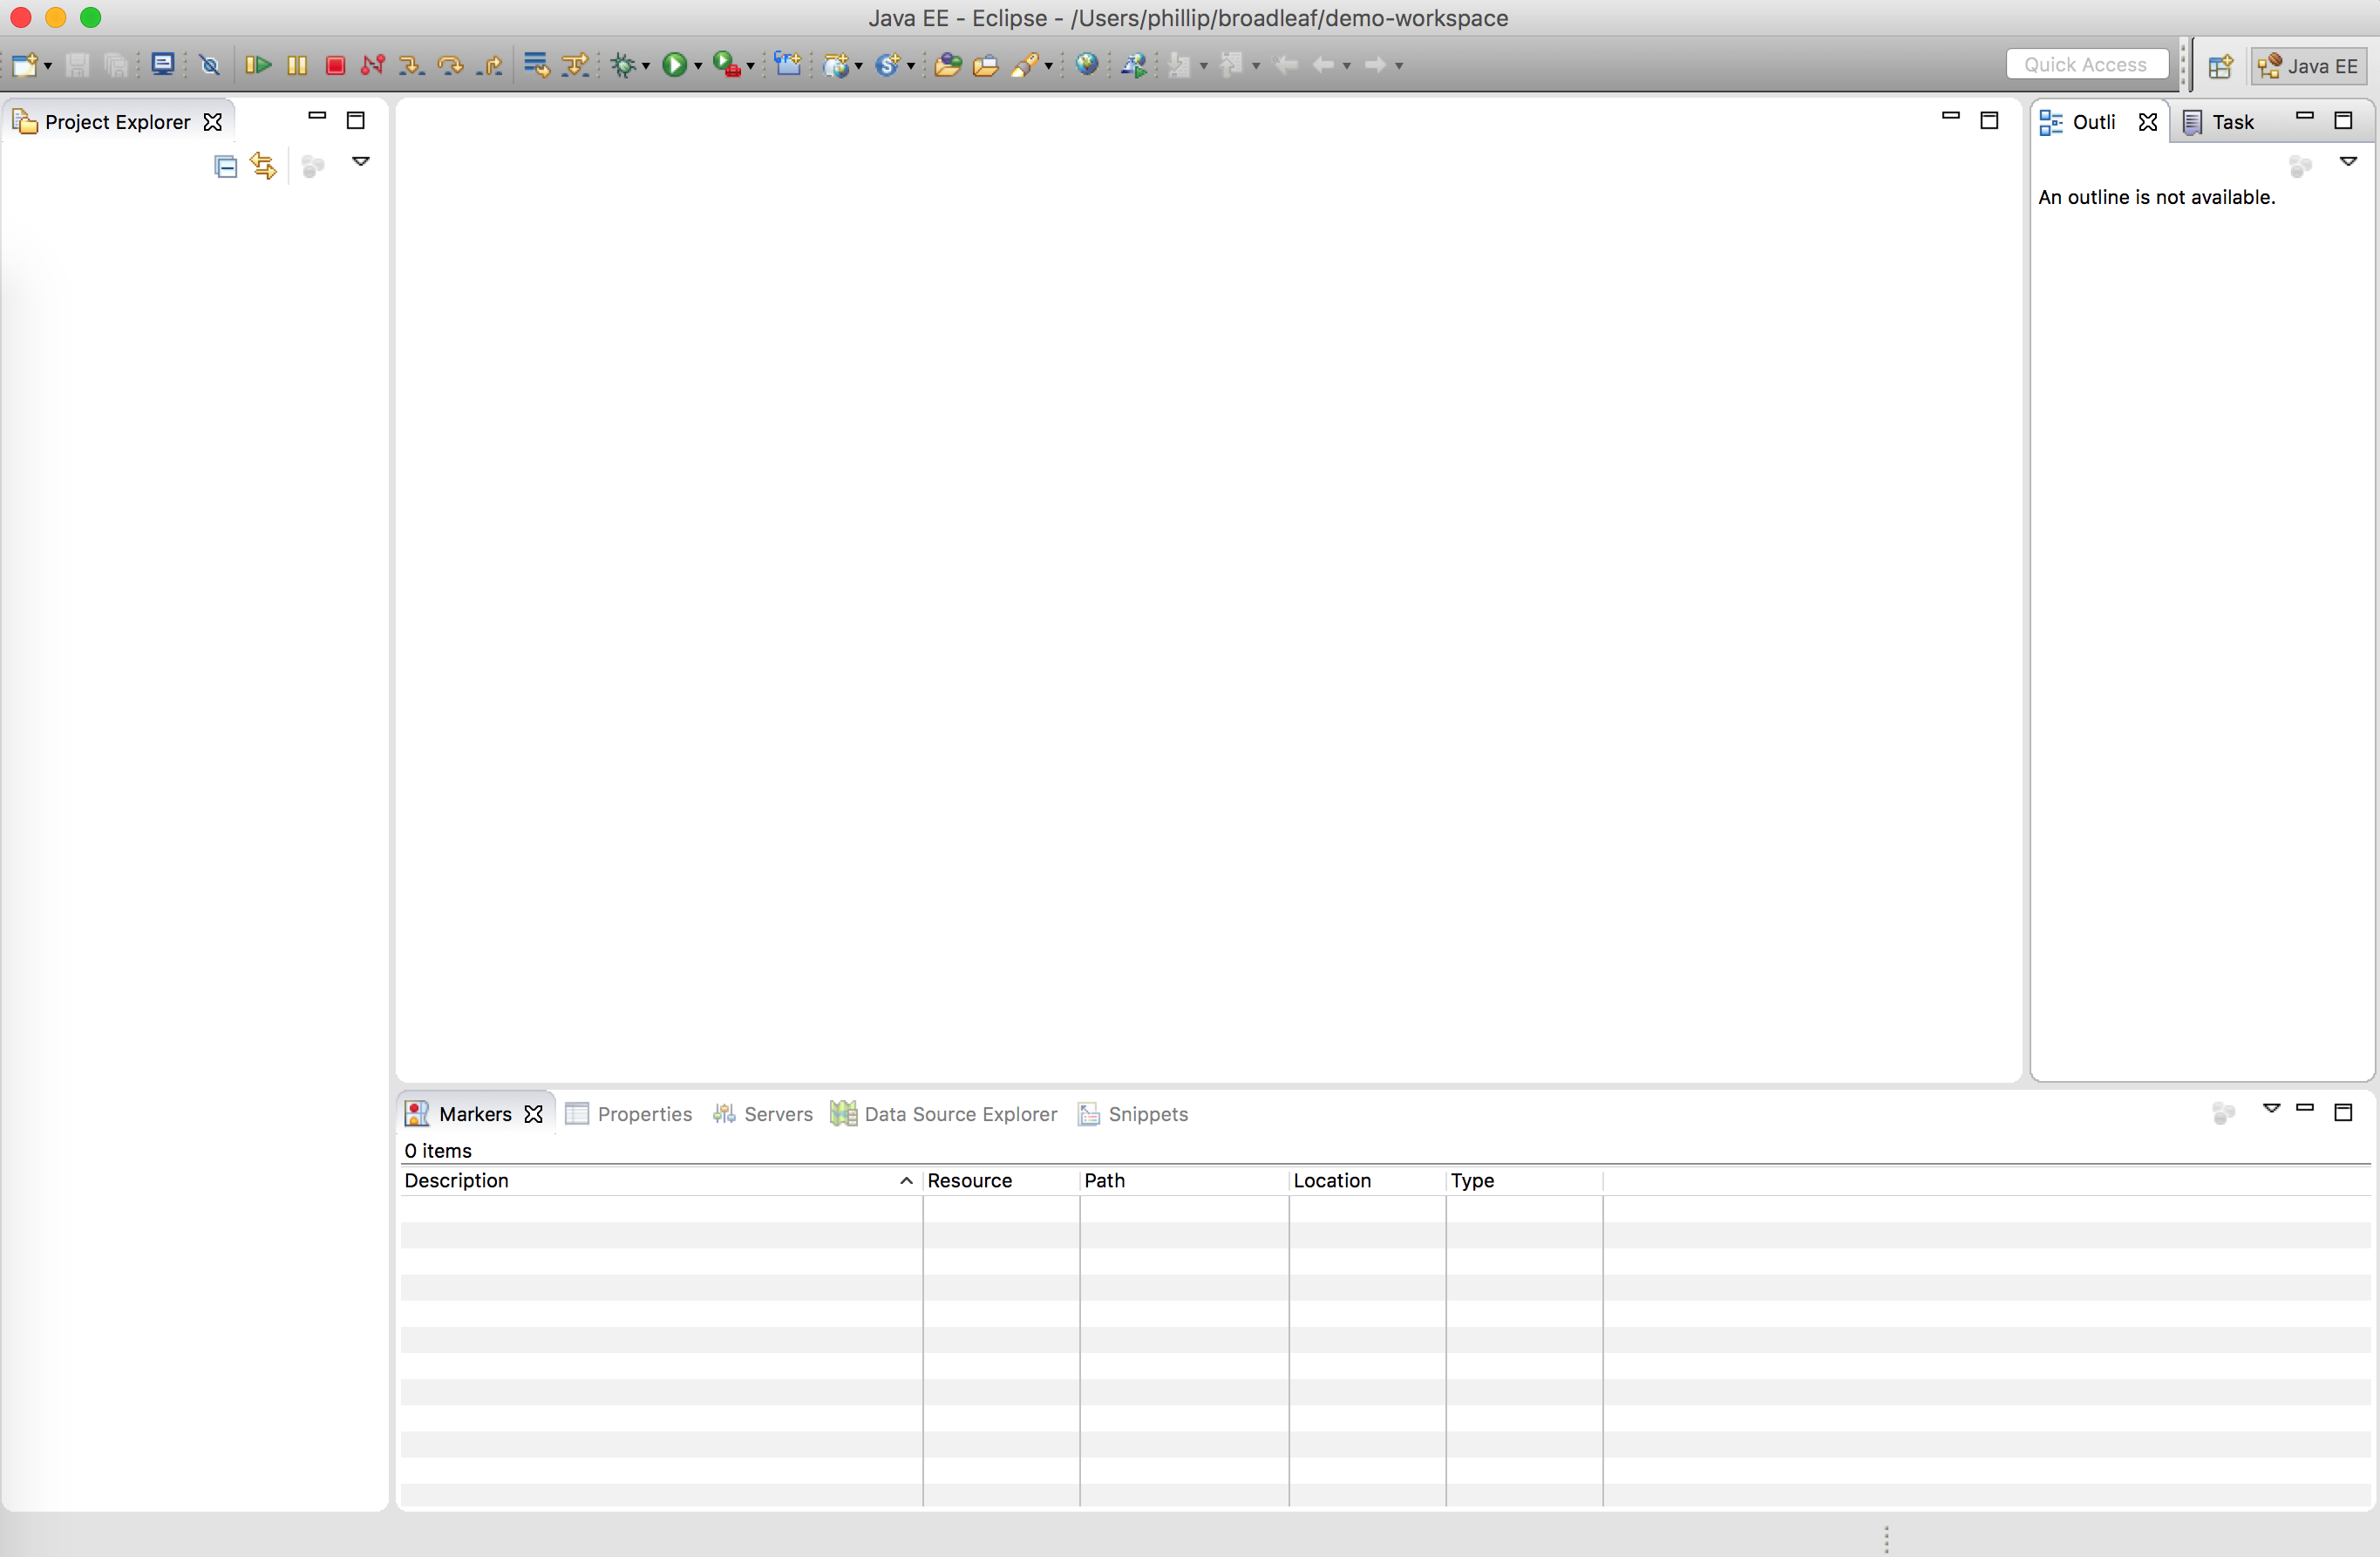 Java EE - Eclipse - /Users/phillip/broadleaf/demo-workspace
Quick Access
Java EE
Project Explorer
Outli
Task
An outline is not available.
Markers
Properties
Servers
Data Source Explorer
Snippets
0 items
Description
Resource
Path
Location
Type